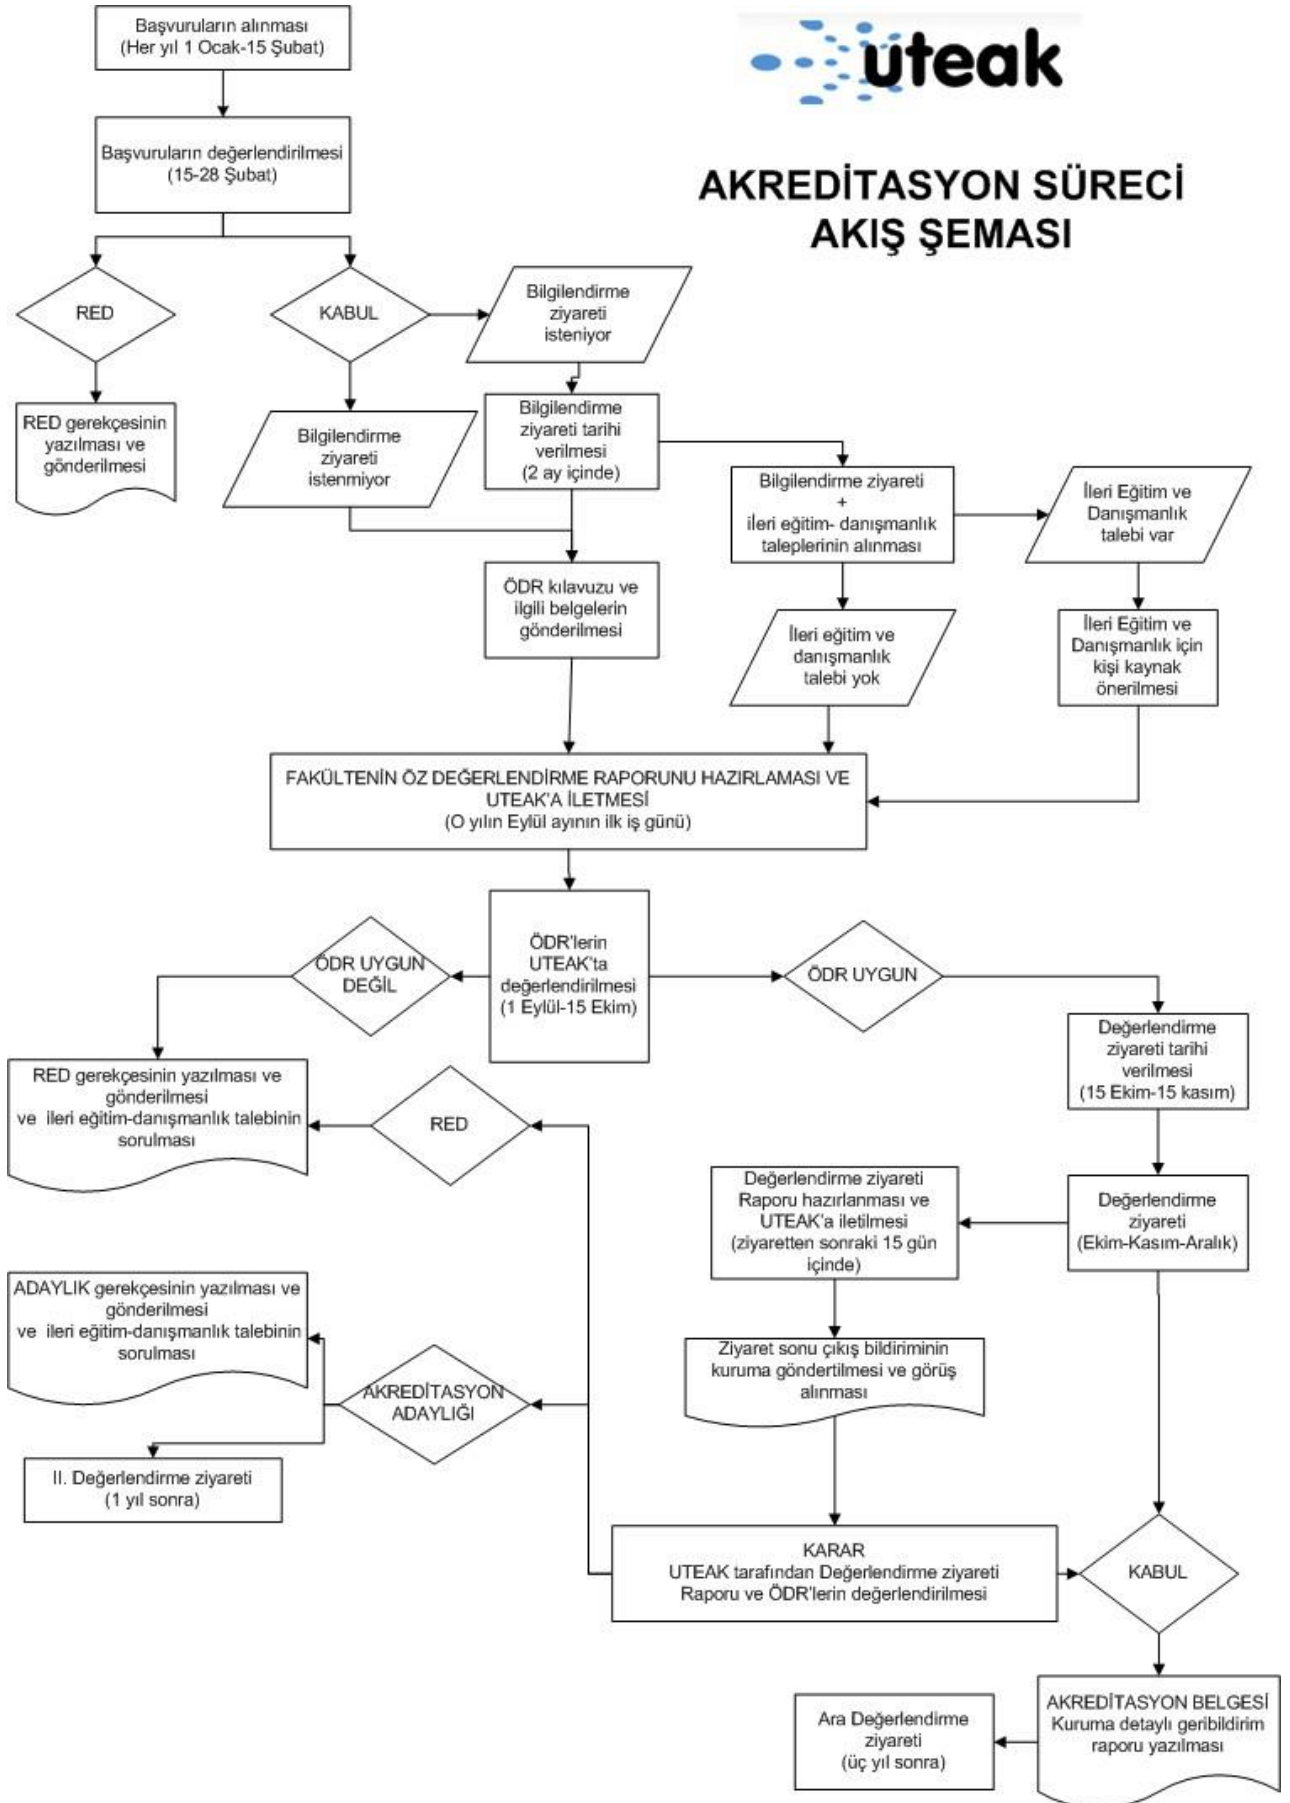 Başvuruların alınması
(Her yıl 1 Ocak-15 Şubat)
uteak
AKREDİTASYON SÜRECİ
AKIŞ ŞEMASI
Başvuruların değerlendirilmesi
(15-28 Şubat)
RED
KABUL
Bilgilendirme
ziyareti
isteniyor
RED gerekçesinin
yazılması ve
gönderilmesi
Bilgilendirme
ziyareti
istenmiyor
Bilgilendirme
ziyareti tarihi
verilmesi
(2 ay içinde)
Bilgilendirme ziyareti
+
ileri eğitim- danışmanlık
taleplerinin alınması
İleri Eğitim ve
Danışmanlık
talebi var
ÖDR kılavuzu ve
ilgili belgelerin
gönderilmesi
İleri eğitim ve
danışmanlık
talebi yok
İleri Eğitim ve
Danışmanlık için
kişi kaynak
önerilmesi
FAKÜLTENİN ÖZ DEĞERLENDİRME RAPORUNU HAZIRLAMASI VE
UTEAK'A İLETMESİ
(O yılın Eylül ayının ilk iş günü)
ÖDR UYGUN
DEĞİL
ÖDR'lerin
UTEAK'ta
değerlendirilmesi
(1 Eylül-15 Ekim)
ÖDR UYGUN
Değerlendirme
ziyareti tarihi
verilmesi
(15 Ekim-15 kasım)
RED gerekçesinin yazılması ve
gönderilmesi
ve ileri eğitim-danışmanlık talebinin
sorulması
RED
Değerlendirme ziyareti
Raporu hazırlanması ve
UTEAK'a iletilmesi
(ziyaretten sonraki 15 gün
içinde)
Değerlendirme
ziyareti
(Ekim-Kasım-Aralık)
ADAYLIK gerekçesinin yazılması ve
gönderilmesi
ve ileri eğitim-danışmanlık talebinin
sorulması
AKREDİTASYON
ADAYLIĞI
Ziyaret sonu çıkış bildiriminin
kuruma göndertilmesi ve görüş
alınması
II. Değerlendirme ziyareti
(1 yıl sonra)
KARAR
UTEAK tarafından Değerlendirme ziyareti
Raporu ve ÖDR'lerin değerlendirilmesi
KABUL
Ara Değerlendirme
ziyareti
(üç yıl sonra)
AKREDİTASYON BELGESİ
Kuruma detaylı geribildirim
raporu yazılması